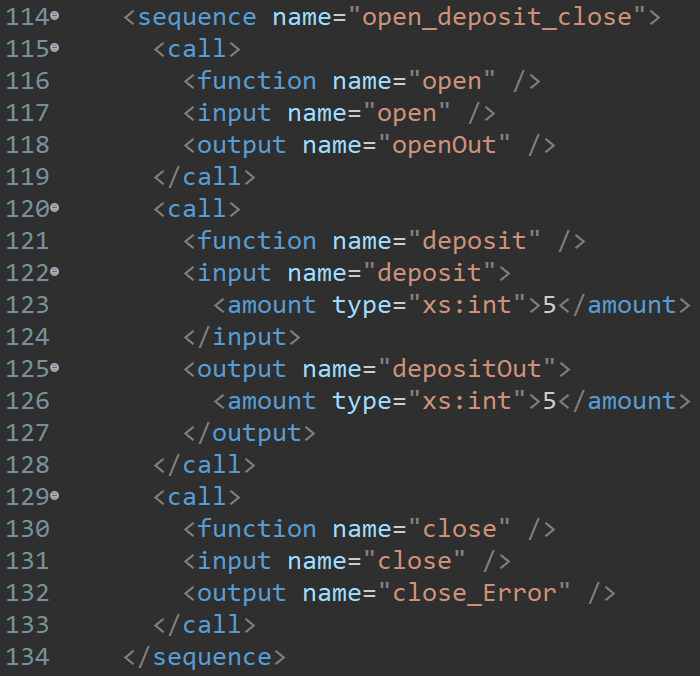 114 <sequence name="open_deposit_close">
115 <call>
116 <function name="open" />
117 <input name="open" />
118 <output name="openOut" />
119 </call>
120 <call>
121 <function name="deposit" />
122 <input name="deposit">
123 <amount type="xs:int">5</amount>
124 </input>
125 <output name="depositOut">
126 <amount type="xs:int">5</amount>
127 </output>
128 </call>
129 <call>
130 <function name="close" />
131 <input name="close" />
132 <output name="close_Error" />
133 </call>
134 </sequence>